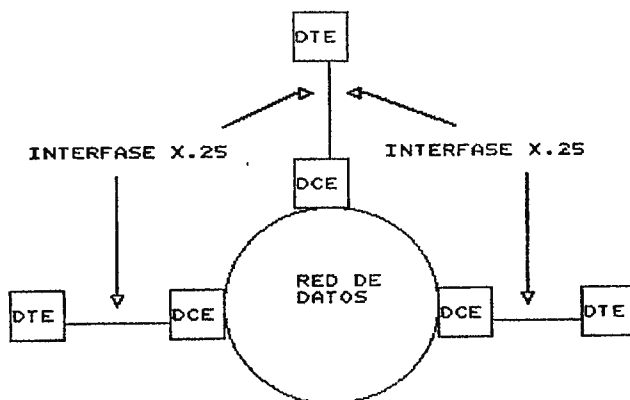 DTE
INTERFASE X.25
INTERFASE X.25
DCE
RED DE
DATOS
DTE
DCE
DCE
DTE